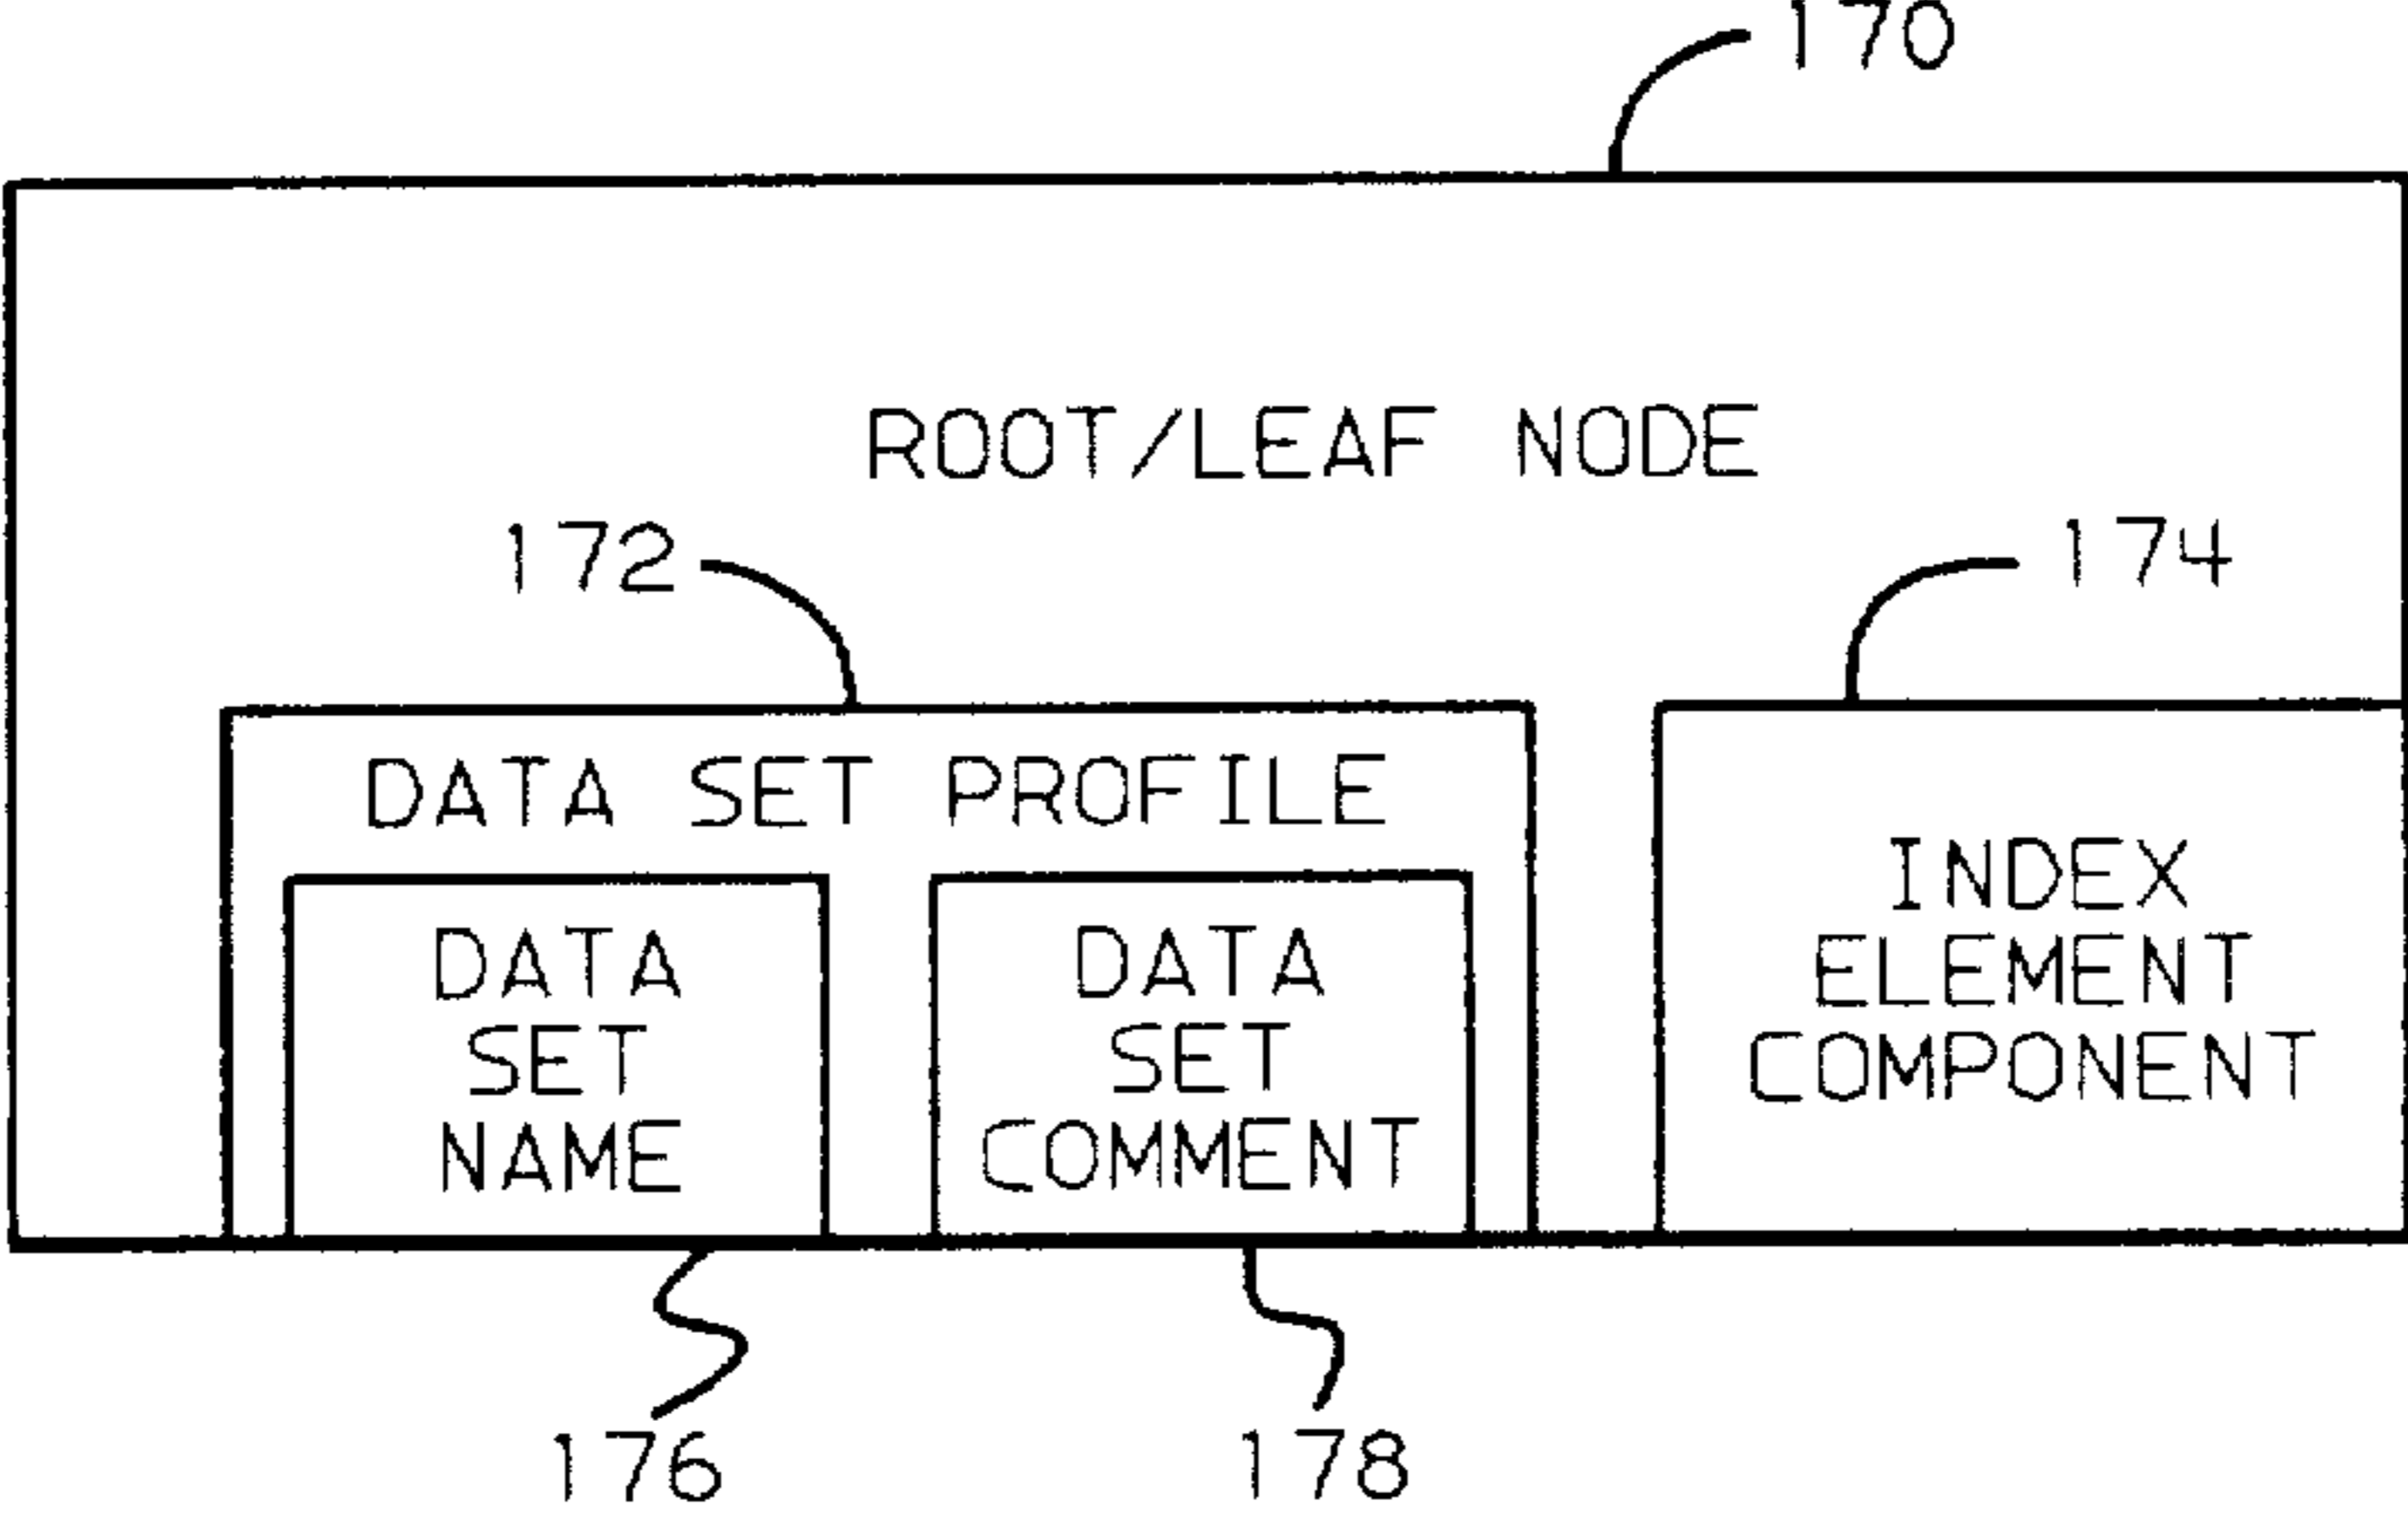 170
ROOT/LEAF NODE
172
174
DATA SET PROFILE
DATA
SET
NAME
DATA
SET
COMMENT
INDEX
ELEMENT
COMPONENT
176
178